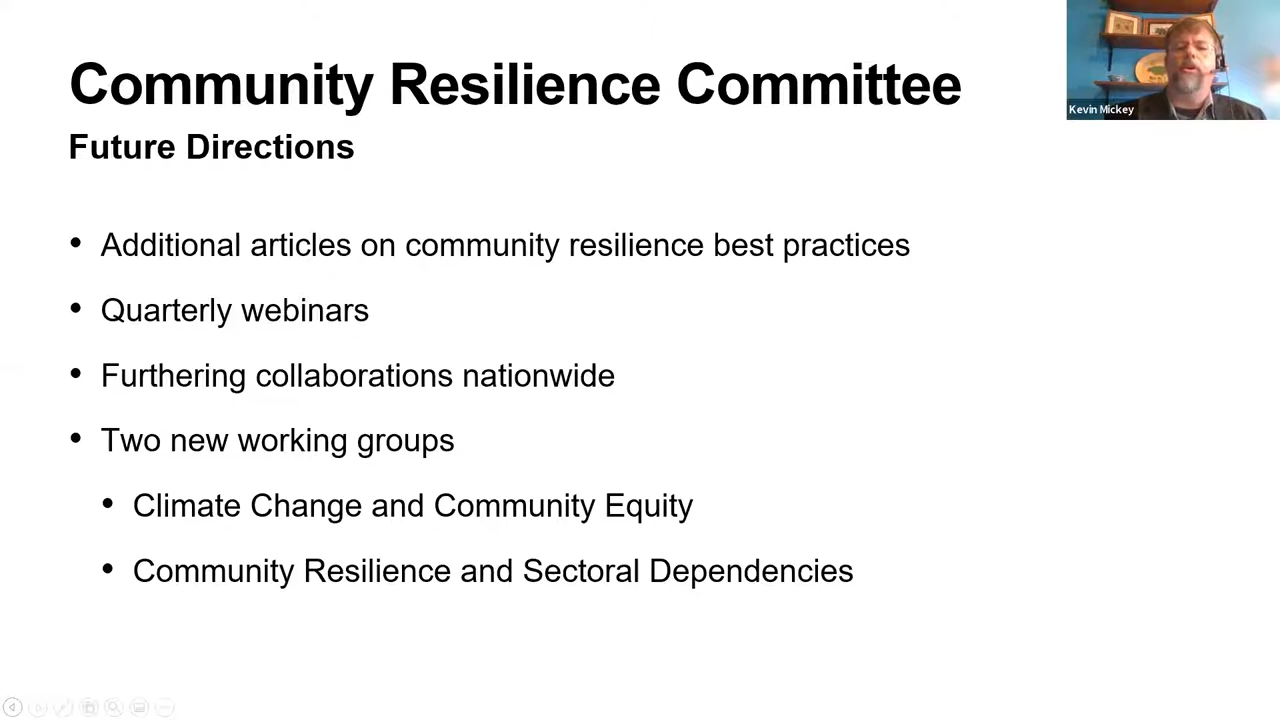 Community Resilience Committee
Kevin Mickey
Future Directions
• Additional articles on community resilience best practices
• Quarterly webinars
• Furthering collaborations nationwide
• Two new working groups
• Climate Change and Community Equity
• Community Resilience and Sectoral Dependencies